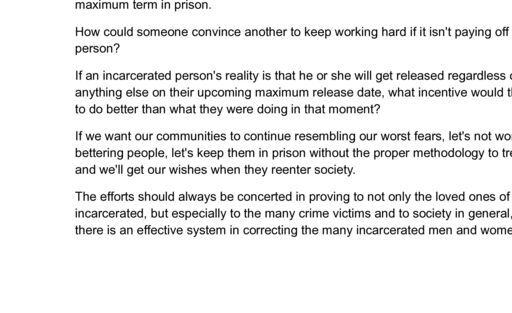 maximum term in prison.
How could someone convince another to keep working hard if it isn't paying off
person?
If an incarcerated person's reality is that he or she will get released regardless
anything else on their upcoming maximum release date, what incentive would
to do better than what they were doing in that moment?
If we want our communities to continue resembling our worst fears, let's not
bettering people, let's keep them in prison without the proper methodology to
and we'll get our wishes when they reenter society.
The efforts should always be concerted in proving to not only the loved ones of
incarcerated, but especially to the many crime victims and to society in general,
there is an effective system in correcting the many incarcerated men and